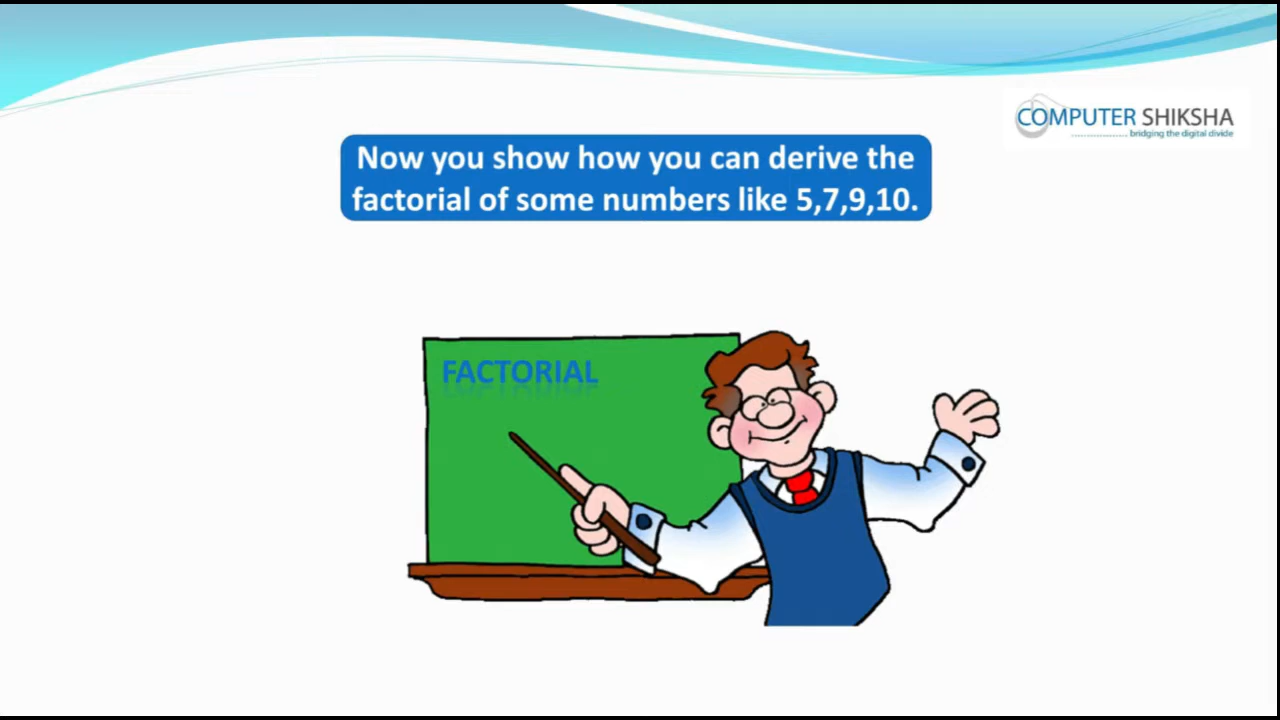 COMPUTER SHIKSHA
bridging the digital divide
Now you show how you can derive the
factorial of some numbers like 5,7,9,10.
FACTORIAL